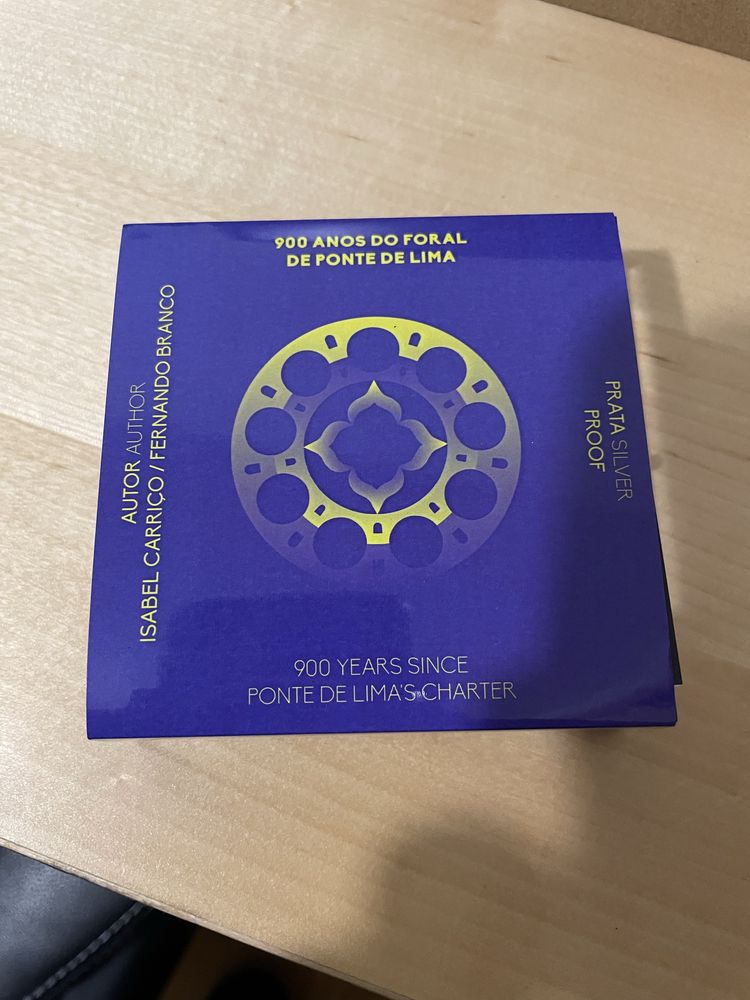 900 ANOS DO FORAL
DE PONTE DE LIMA
AUTOR AUTHOR
ISABEL CARRIÇO / FERNANDO BRANCO
PRATA SILVER
PROOF
900 YEARS SINCE
PONTE DE LIMA'S CHARTER